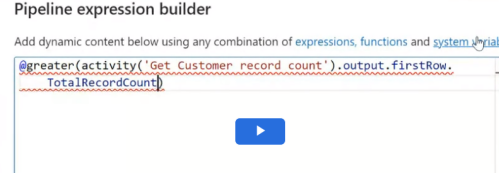 Pipeline expression builder
Add dynamic content below using any combination of expressions, functions and system
@greater(activity('Get Customer record count').output.firstRow.
TotalRecordCount)